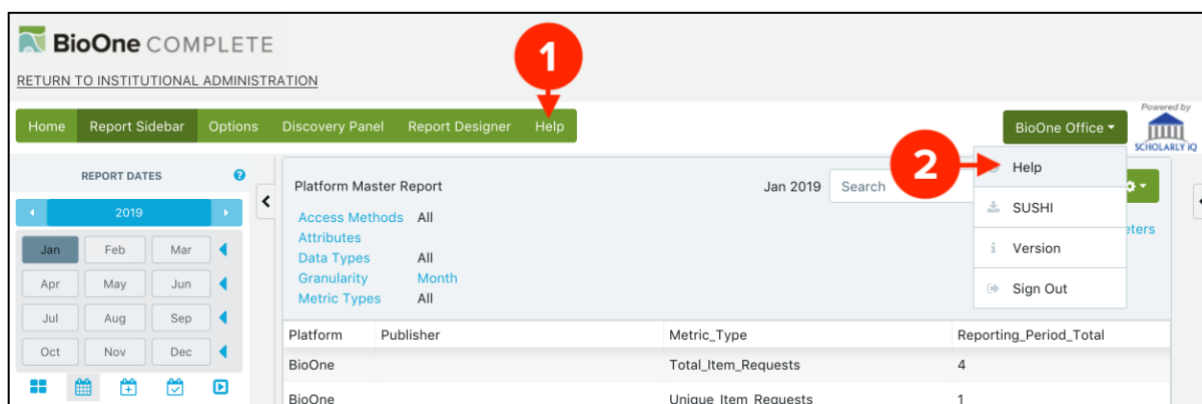 BioOne COMPLETE
RETURN TO INSTITUTIONAL ADMINISTRATION
1
Home Report Sidebar Options Discovery Panel Report Designer Help
BioOne Office
Powered by
SCHOLARLY iQ
REPORT DATES
2019
Jan Feb Mar
Apr May Jun
Jul Aug Sep
Oct Nov Dec
Platform Master Report Jan 2019 Search
Access Methods All
Attributes
Data Types All
Granularity Month
Metric Types All
2
Help
SUSHI
Version
Sign Out
Platform Publisher Metric_Type Reporting_Period_Total
BioOne Total_Item_Requests 4
BioOne Unique_Item_Requests 1